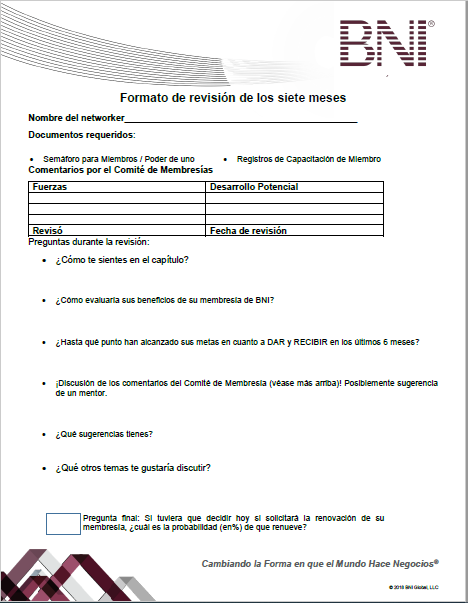 BNI®
Formato de revisión de los siete meses
Nombre del networker
Documentos requeridos:
• Semáforo para Miembros / Poder de uno • Registros de Capacitación de Miembro
Comentarios por el Comité de Membresías
Fuerzas Desarrollo Potencial
Revisó Fecha de revisión
Preguntas durante la revisión:
• ¿Cómo te sientes en el capítulo?
• ¿Cómo evaluaría sus beneficios de su membresía de BNI?
• ¿Hasta qué punto han alcanzado sus metas en cuanto a DAR y RECIBIR en los últimos 6 meses?
• ¡Discusión de los comentarios del Comité de Membresía (véase más arriba)! Posiblemente sugerencia
de un mentor.
• ¿Qué sugerencias tienes?
• ¿Qué otros temas te gustaría discutir?
Pregunta final: Si tuviera que decidir hoy si solicitará la renovación de su
membresía, ¿cuál es la probabilidad (en%) de que renueve?
Cambiando la Forma en que el Mundo Hace Negocios®
© 2018 BNI Global, LLC